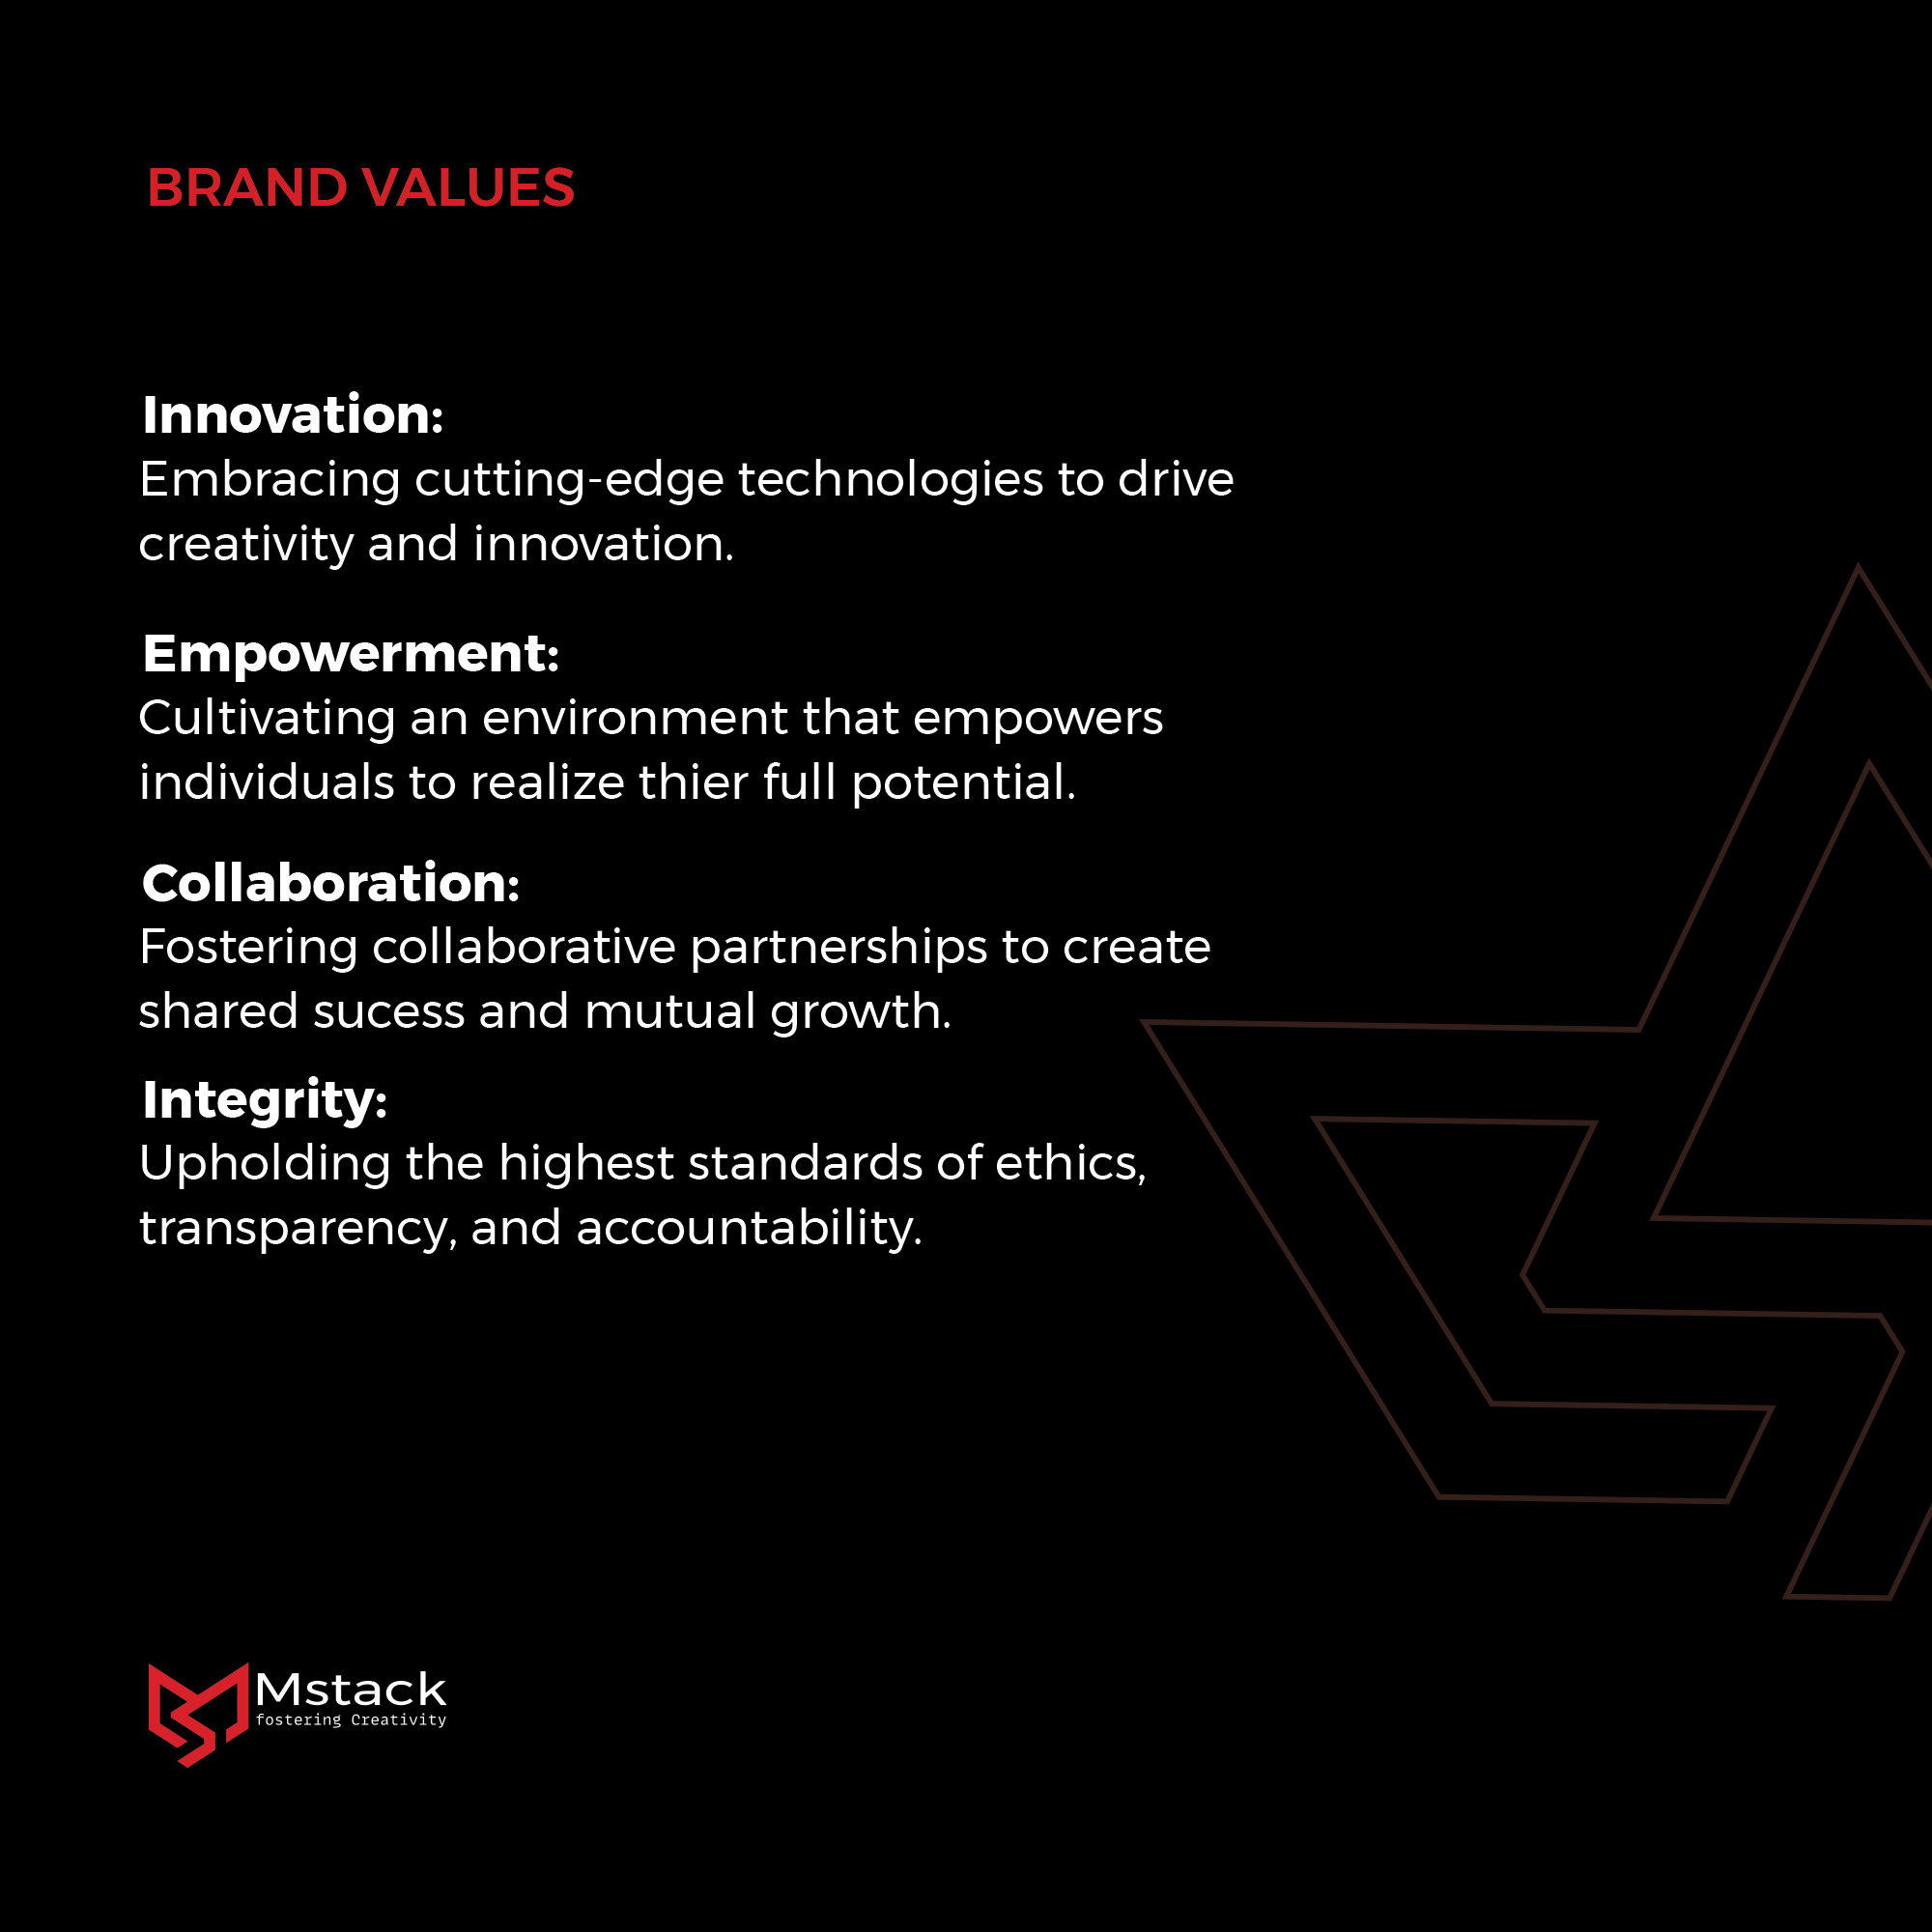 BRAND VALUES
Innovation:
Embracing cutting-edge technologies to drive
creativity and innovation.
Empowerment:
Cultivating an environment that empowers
individuals to realize thier full potential.
Collaboration:
Fostering collaborative partnerships to create
shared sucess and mutual growth.
Integrity:
Upholding the highest standards of ethics,
transparency, and accountability.
Mstack
fostering Creativity